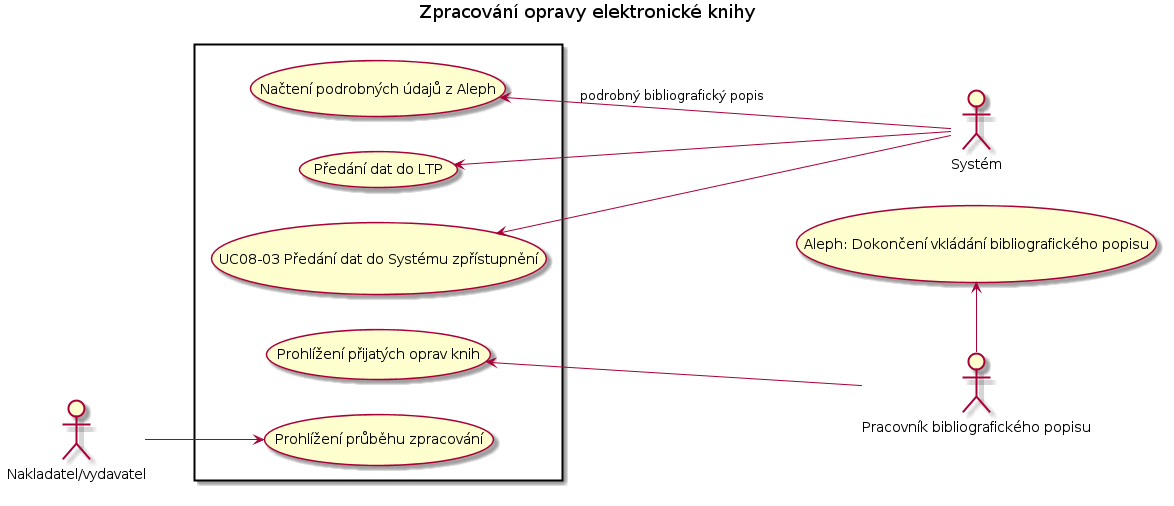 Zpracování opravy elektronické knihy
Načtení podrobných údajů z Aleph
podrobný bibliografický popis
Systém
Předání dat do LTP
UC08-03 Předání dat do Systému zpřístupnění
Aleph: Dokončení vkládání bibliografického popisu
Prohlížení přijatých oprav knih
Pracovník bibliografického popisu
Prohlížení průběhu zpracování
Nakladatel/vydavatel